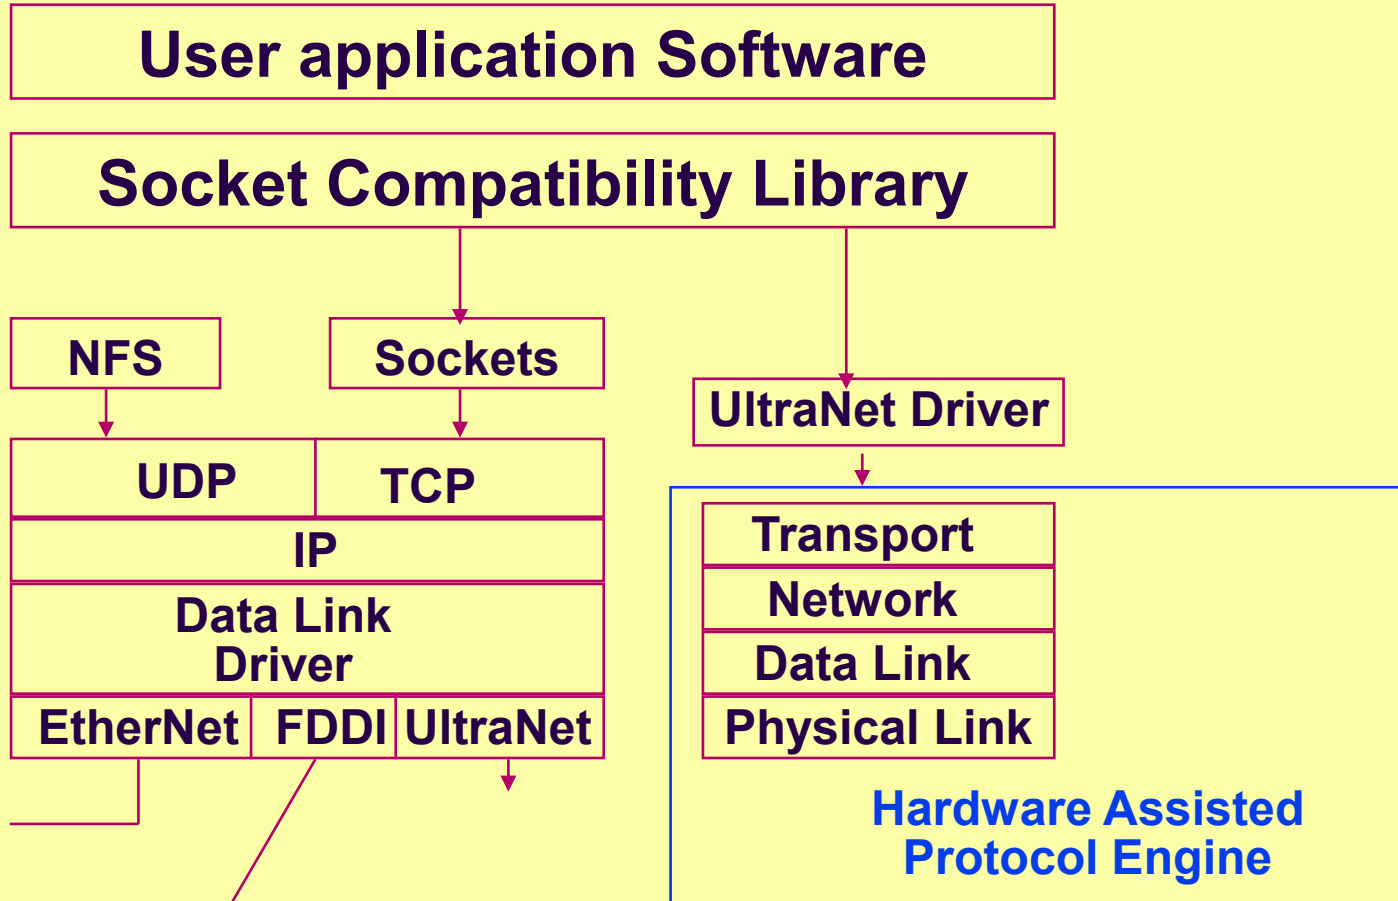 User application Software
Socket Compatibility Library
NFS
Sockets
UltraNet Driver
UDP
TCP
IP
Data Link
Driver
EtherNet
FDDI
UltraNet
Transport
Network
Data Link
Physical Link
Hardware Assisted
Protocol Engine